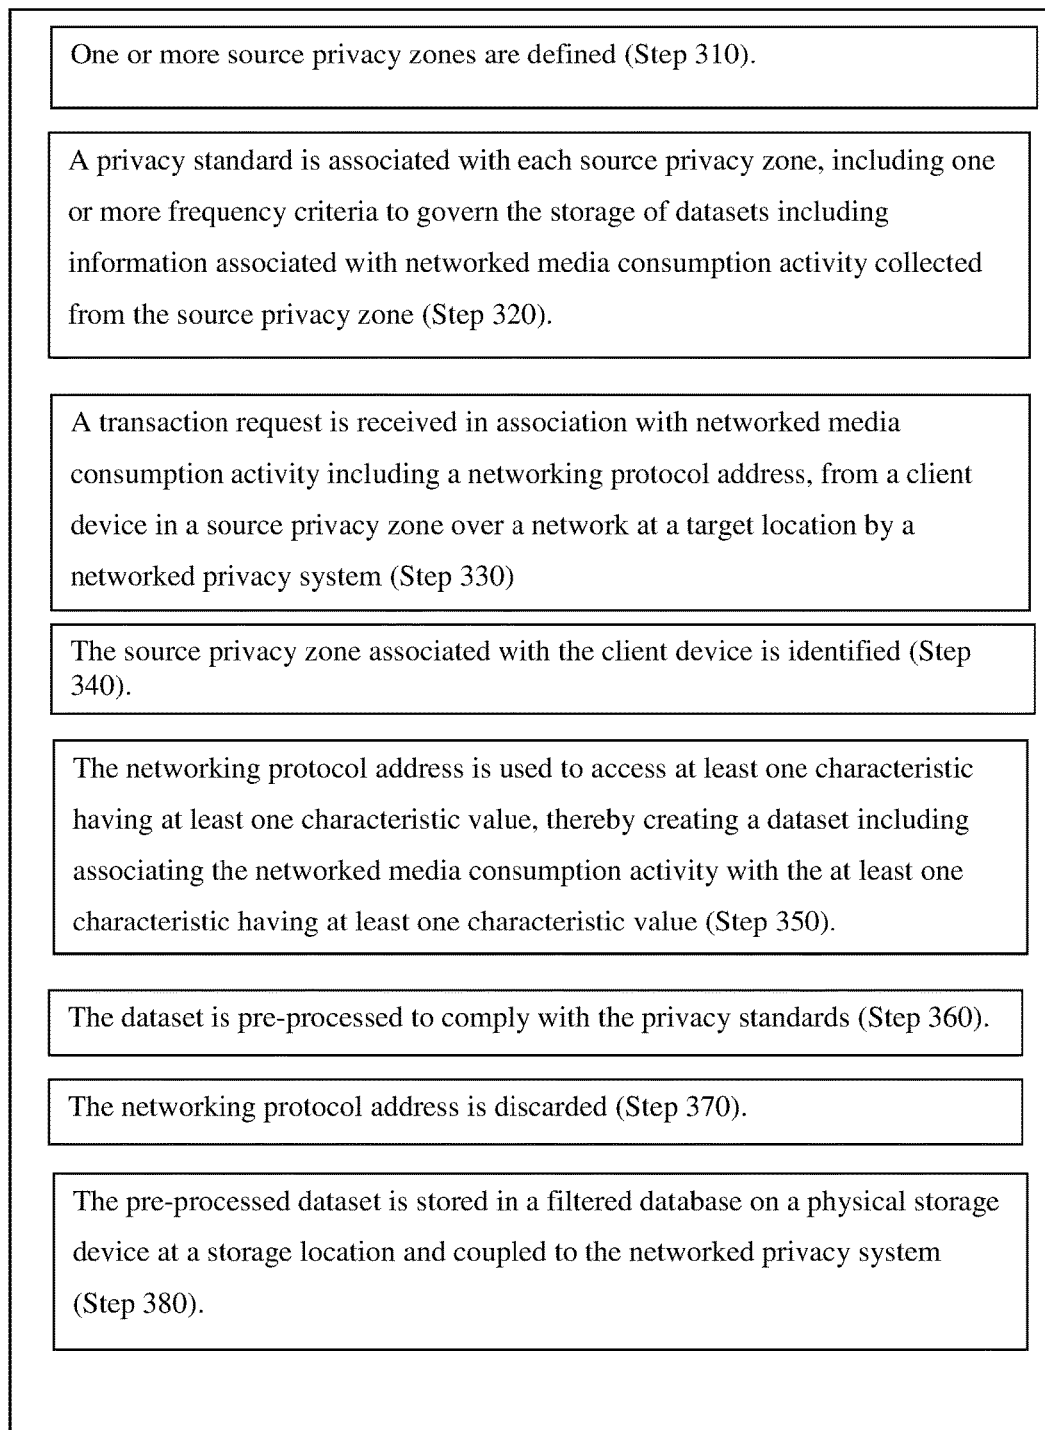 One or more source privacy zones are defined (Step 310).
A privacy standard is associated with each source privacy zone, including one
or more frequency criteria to govern the storage of datasets including
information associated with networked media consumption activity collected
from the source privacy zone (Step 320).
A transaction request is received in association with networked media
consumption activity including a networking protocol address, from a client
device in a source privacy zone over a network at a target location by a
networked privacy system (Step 330)
The source privacy zone associated with the client device is identified (Step
340).
The networking protocol address is used to access at least one characteristic
having at least one characteristic value, thereby creating a dataset including
associating the networked media consumption activity with the at least one
characteristic having at least one characteristic value (Step 350).
The dataset is pre-processed to comply with the privacy standards (Step 360).
The networking protocol address is discarded (Step 370).
The pre-processed dataset is stored in a filtered database on a physical storage
device at a storage location and coupled to the networked privacy system
(Step 380).